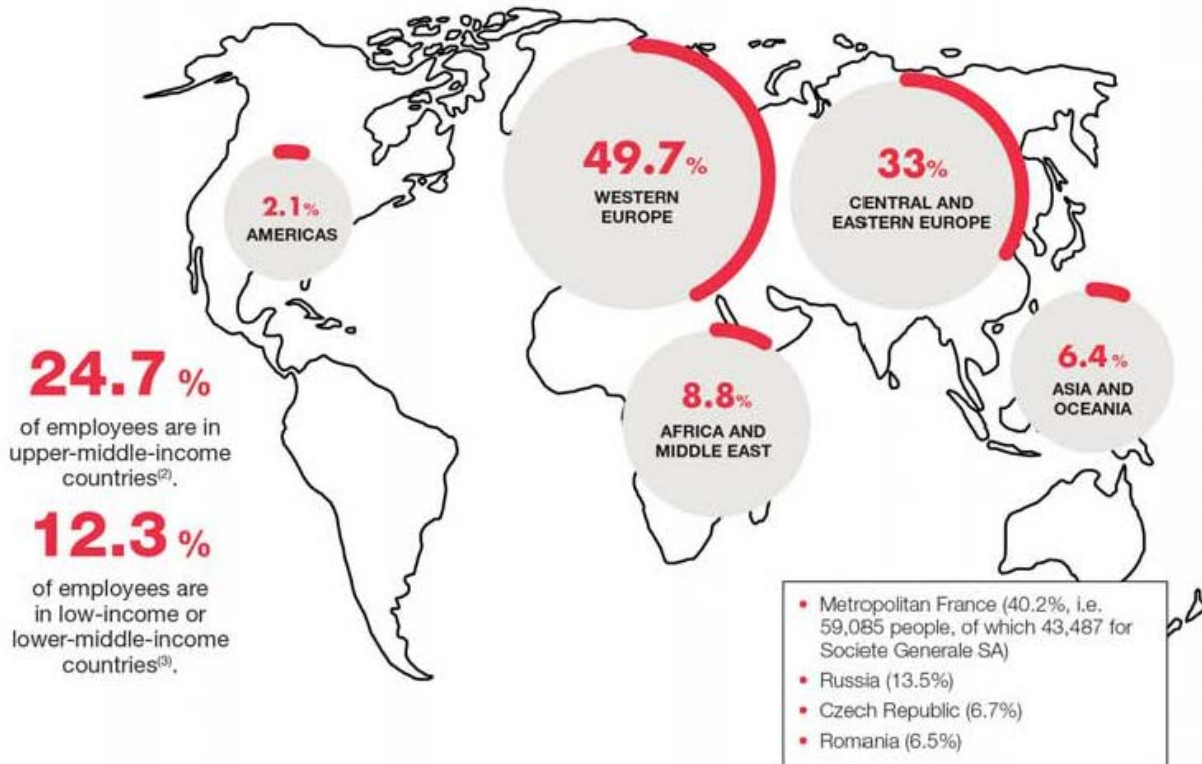 49.7%
WESTERN
EUROPE
33%
CENTRAL AND
EASTERN EUROPE
2.1%
AMERICAS
6.4%
ASIA AND
OCEANIA
8.8%
AFRICA AND
MIDDLE EAST
24.7 %
of employees are in
upper-middle-income
countries(2).
12.3 %
of employees are
in low-income or
lower-middle-income
countries(3).
• Metropolitan France (40.2%, i.e.
59,085 people, of which 43,487 for
Societe Generale SA)
• Russia (13.5%)
• Czech Republic (6.7%)
• Romania (6.5%)